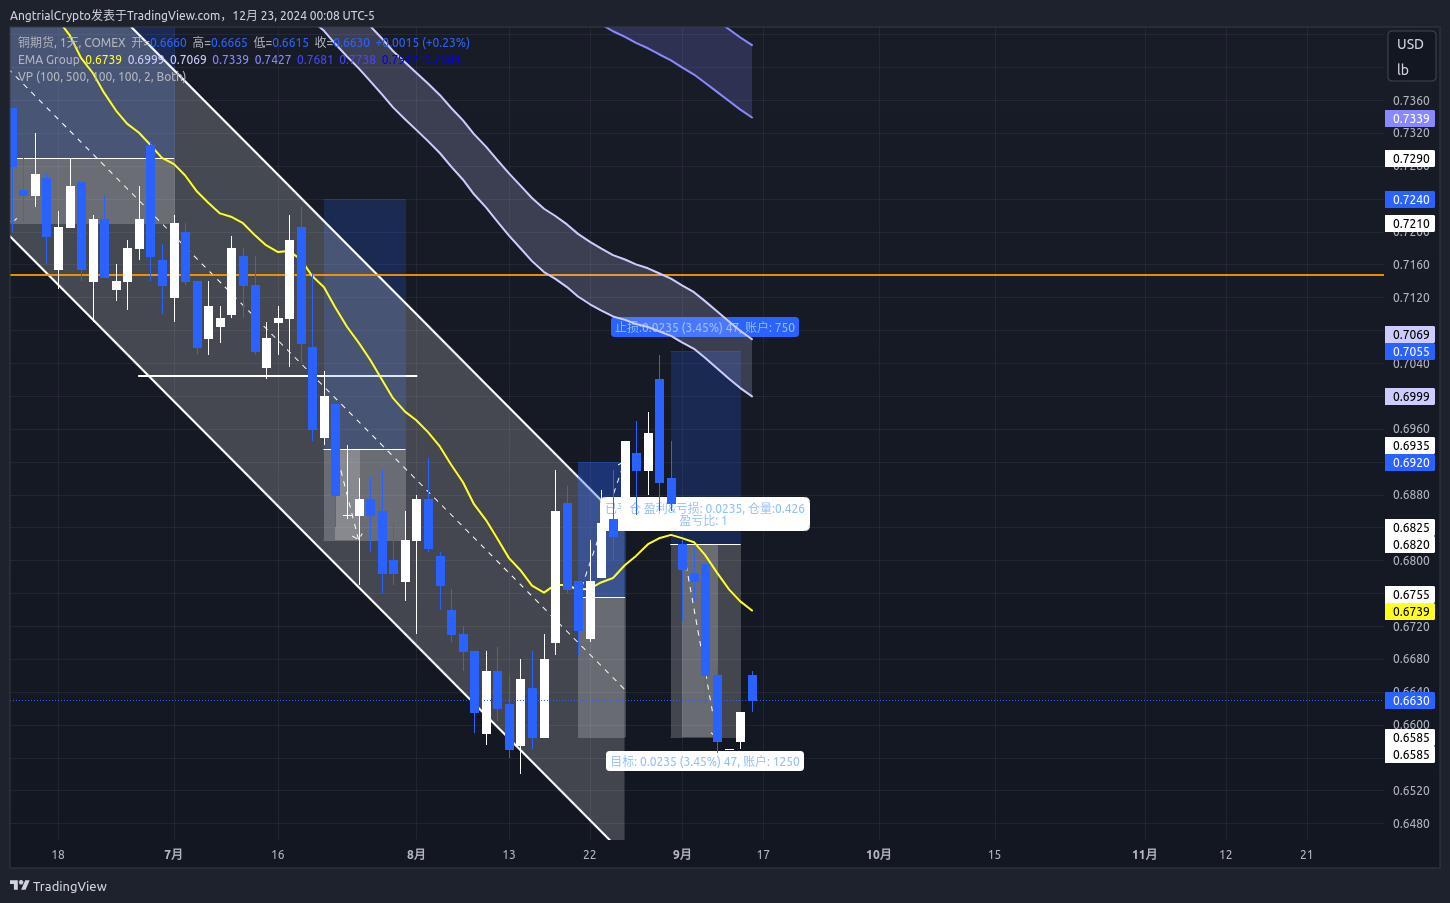 AngtrialCrypto发表于TradingView.com，12月 23, 2024 00:08 UTC-5
铜期货, 1天, COMEX 开=0.6660 高=0.6665 低=0.6615 收=0.6630 +0.0015 (+0.23%)
EMA Group 0.6739 0.6999 0.7069 0.7339 0.7427 0.7681 0.7738
VP (100, 500, 100, 100, 2, Both)
USD
lb
0.7360
0.7339
0.7320
0.7290
0.7280
0.7240
0.7210
0.7200
0.7160
0.7120
0.7069
0.7055
0.7040
0.6999
0.6960
0.6935
0.6920
0.6880
0.6825
0.6820
0.6800
0.6755
0.6739
0.6720
0.6680
0.6640
0.6630
0.6600
0.6585
0.6585
0.6520
0.6480
止损:0.0235 (3.45%) 47, 账户: 750
仓 盈利&亏损: 0.0235, 仓量:0.426
盈亏比: 1
目标: 0.0235 (3.45%) 47, 账户: 1250
18 7月 16 8月 13 22 9月 17 10月 15 11月 12 21
TradingView